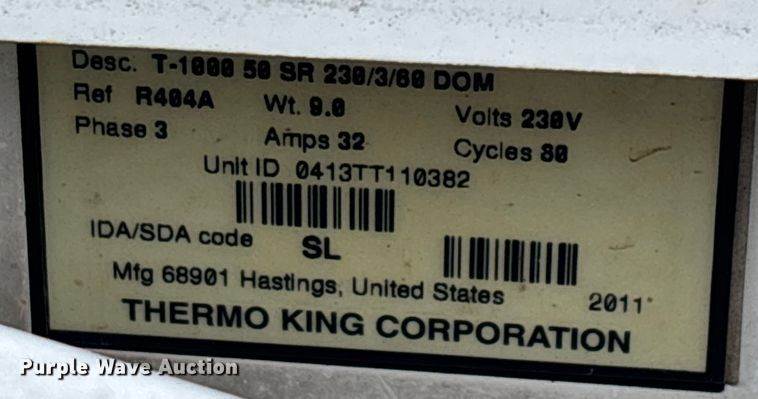 Desc. T-1000 50 SR 230/3/60 DOM
Ref R404A Wt. 9.0 Volts 230V
Phase 3 Amps 32 Cycles 60
Unit ID 0413TT110382
IDA/SDA code SL
Mfg 68901 Hastings, United States 2011
THERMO KING CORPORATION
Purple Wave Auction